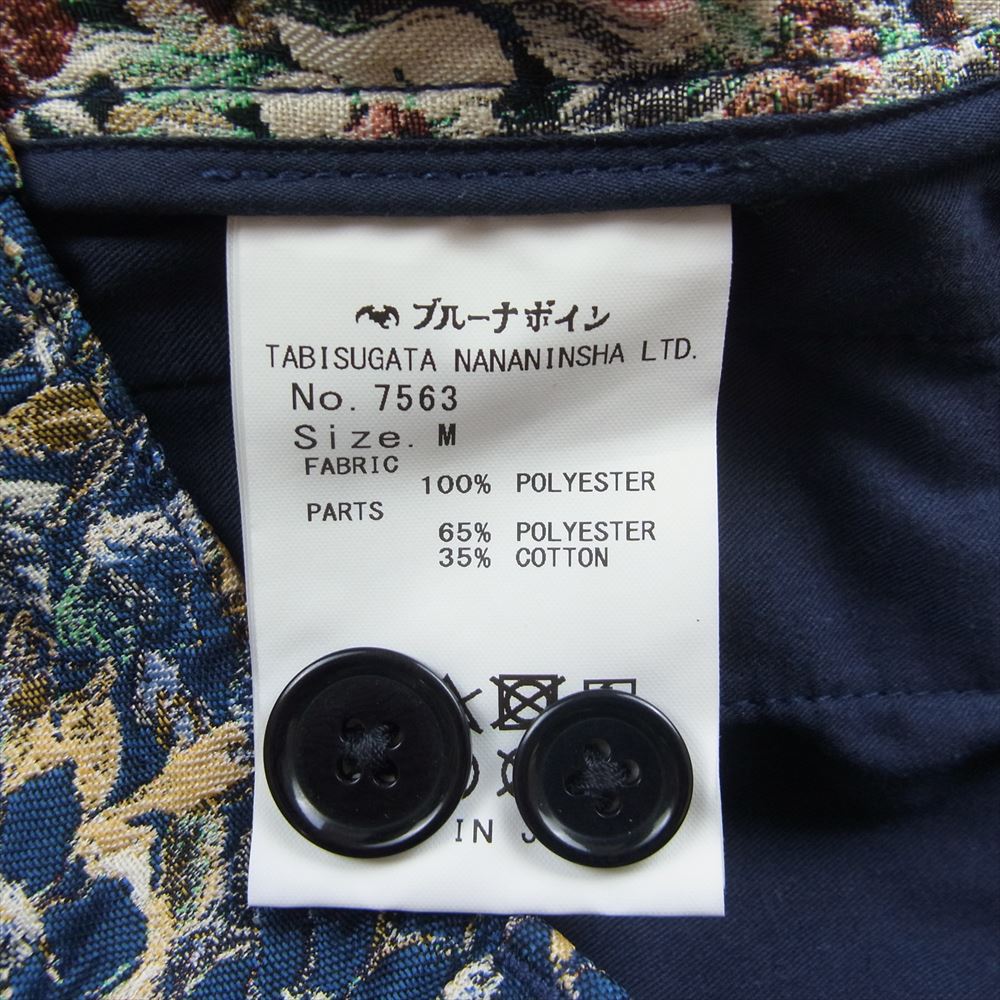 ブルーナボイン
TABISUGATA NANANINSHA LTD.
No. 7563
Size. M
FABRIC
100% POLYESTER
PARTS
65% POLYESTER
35% COTTON
IN